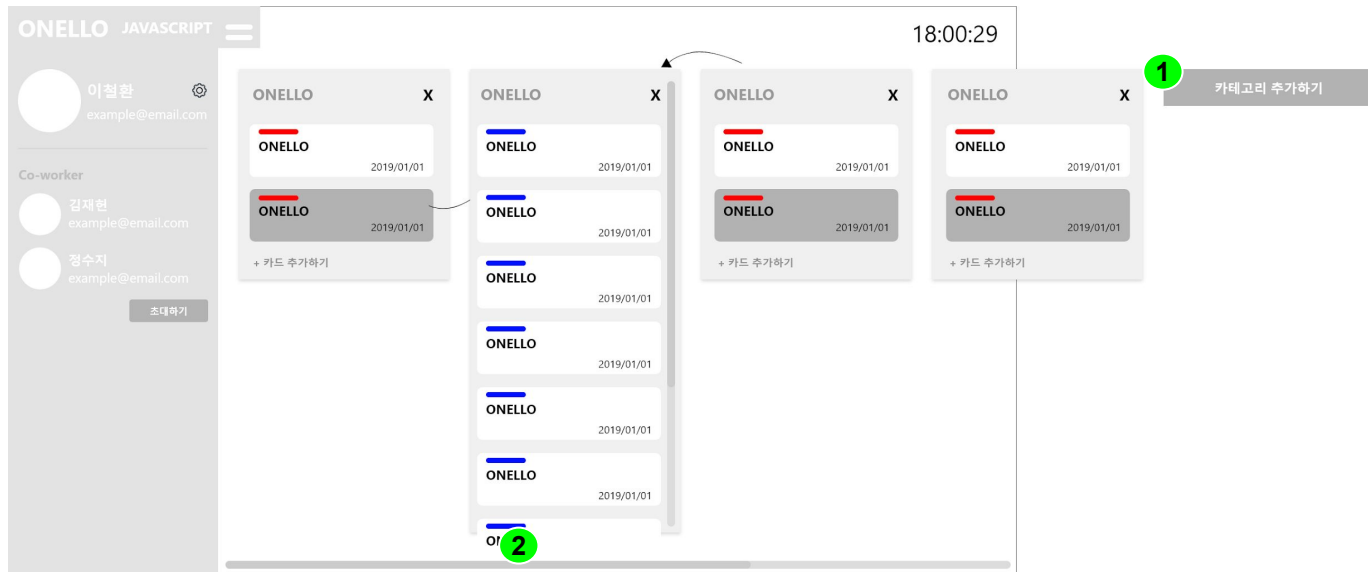 ONELLO JAVASCRIPT
18:00:29
이철환
example@email.com
Co-worker
김재현
example@email.com
정수지
example@email.com
초대하기
ONELLO X
ONELLO
2019/01/01
ONELLO
2019/01/01
+ 카드 추가하기
ONELLO X
ONELLO
2019/01/01
ONELLO
2019/01/01
ONELLO
2019/01/01
ONELLO
2019/01/01
ONELLO
2019/01/01
ONELLO
2019/01/01
2
ONELLO X
ONELLO
2019/01/01
ONELLO
2019/01/01
+ 카드 추가하기
ONELLO X
ONELLO
2019/01/01
ONELLO
2019/01/01
+ 카드 추가하기
1
카테고리 추가하기